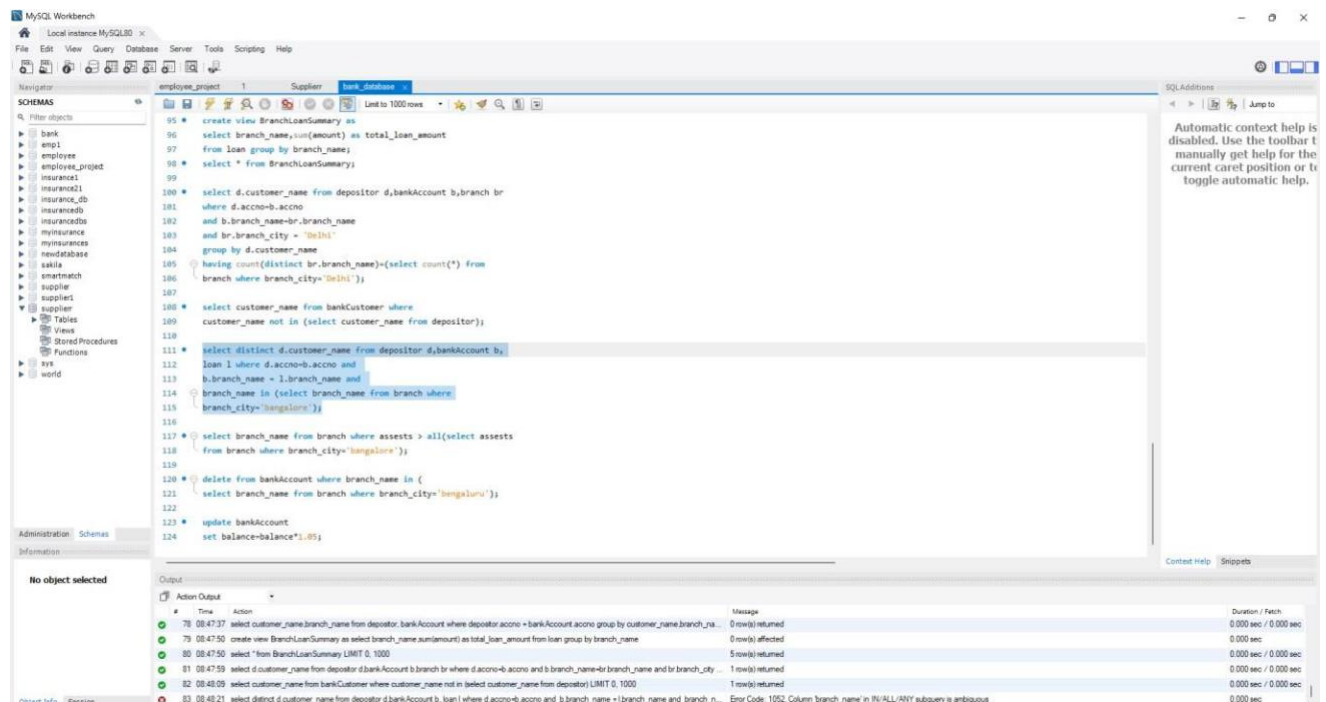 MySQL Workbench
Local instance MySQL80
File Edit View Query Database Server Tools Scripting Help
Navigator
SCHEMAS
Filter objects
bank
emp1
employee
employee_project
insurance1
insurance21
insurance_db
insurancedb
insurancedbs
myinsurance
myinsurances
newdatabase
sakila
smartmatch
supplier
supplier1
supplier
Tables
Views
Stored Procedures
Functions
sys
world
Administration Schemas
Information
No object selected
Object Info Session
employee_project 1 Supplierr bank_database
Limit to 1000 rows
95 create view BranchLoanSummary as
96 select branch_name,sum(amount) as total_loan_amount
97 from loan group by branch_name;
98 select * from BranchLoanSummary;
99
100 select d.customer_name from depositor d,bankAccount b,branch br
101 where d.accno=b.accno
102 and b.branch_name=br.branch_name
103 and br.branch_city = 'Delhi'
104 group by d.customer_name
105 having count(distinct br.branch_name)=(select count(*) from
106 branch where branch_city='Delhi');
107
108 select customer_name from bankCustomer where
109 customer_name not in (select customer_name from depositor);
110
111 select distinct d.customer_name from depositor d,bankAccount b,
112 loan l where d.accno=b.accno and
113 b.branch_name = l.branch_name and
114 branch_name in (select branch_name from branch where
115 branch_city='bangalore');
116
117 select branch_name from branch where assests > all(select assests
118 from branch where branch_city='bangalore');
119
120 delete from bankAccount where branch_name in (
121 select branch_name from branch where branch_city='bengaluru');
122
123 update bankAccount
124 set balance=balance*1.05;
SQLAdditions
Jump to
Automatic context help is
disabled. Use the toolbar t
manually get help for the
current caret position or to
toggle automatic help.
Context Help Snippets
Output
Action Output
# Time Action Message Duration / Fetch
78 08:47:37 select customer_name,branch_name from depositor, bankAccount where depositor.accno = bankAccount.accno group by customer_name,branch_na... 0 row(s) returned 0.000 sec / 0.000 sec
79 08:47:50 create view BranchLoanSummary as select branch_name,sum(amount) as total_loan_amount from loan group by branch_name 0 row(s) affected 0.000 sec
80 08:47:50 select * from BranchLoanSummary LIMIT 0, 1000 5 row(s) returned 0.000 sec / 0.000 sec
81 08:47:59 select d.customer_name from depositor d,bankAccount b,branch br where d.accno=b.accno and b.branch_name=br.branch_name and br.branch_city ... 1 row(s) returned 0.000 sec / 0.000 sec
82 08:48:09 select customer_name from bankCustomer where customer_name not in (select customer_name from depositor) LIMIT 0, 1000 1 row(s) returned 0.000 sec / 0.000 sec
83 08:48:21 select distinct d.customer_name from depositor d,bankAccount b, loan l where d.accno=b.accno and b.branch_name = l.branch_name and branch_n... Error Code: 1052. Column 'branch_name' in IN/ALL/ANY subquery is ambiguous 0.000 sec